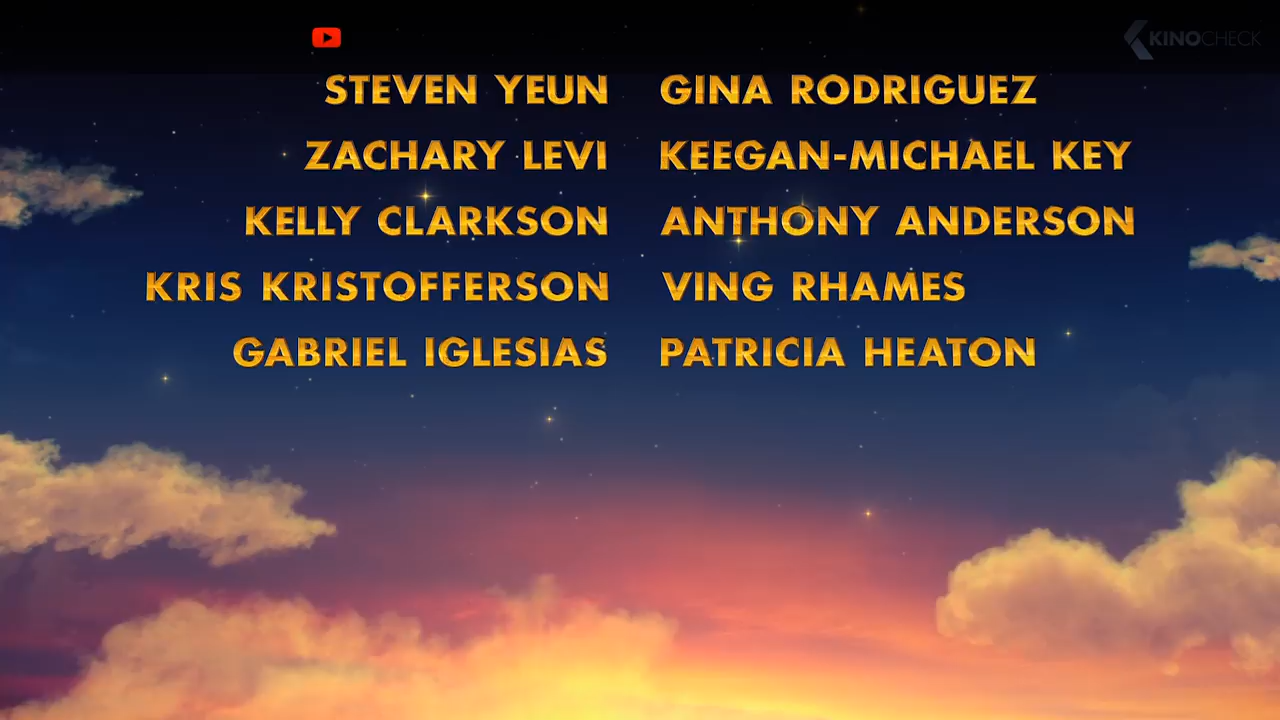 KINOCHECK
STEVEN YEUN GINA RODRIGUEZ
ZACHARY LEVI KEEGAN-MICHAEL KEY
KELLY CLARKSON ANTHONY ANDERSON
KRIS KRISTOFFERSON VING RHAMES
GABRIEL IGLESIAS PATRICIA HEATON